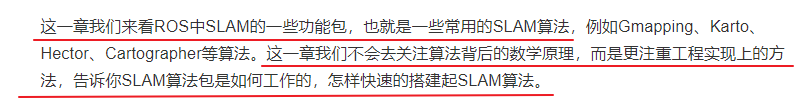 这一章我们来看ROS中SLAM的一些功能包，也就是一些常用的SLAM算法，例如Gmapping、Karto、
Hector、Cartographer等算法。这一章我们不会去关注算法背后的数学原理，而是更注重工程实现上的方
法，告诉你SLAM算法包是如何工作的，怎样快速的搭建起SLAM算法。